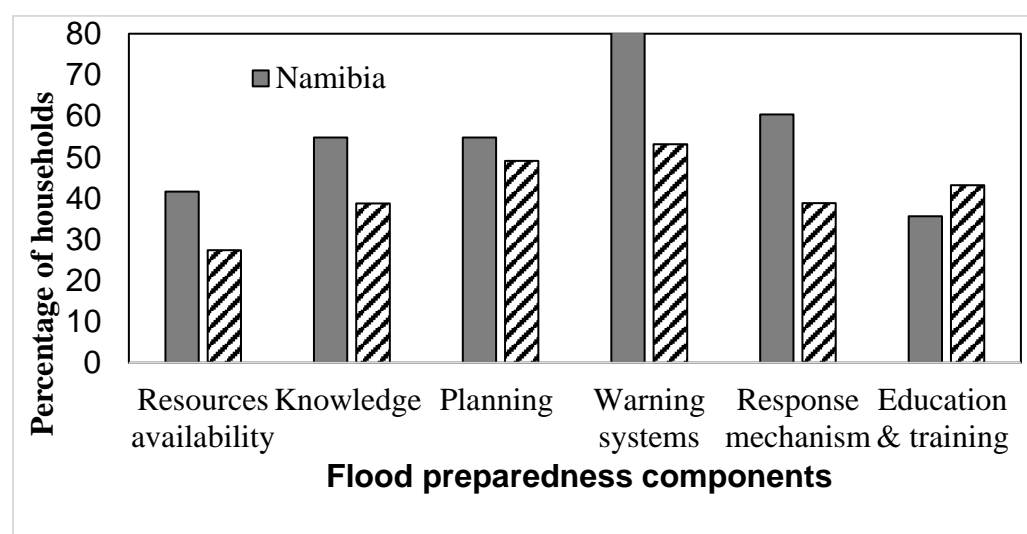 80
70
60
50
40
30
20
10
0
Percentage of households
Namibia
Resources Knowledge Planning Warning Response Education
availability systems mechanism & training
Flood preparedness components